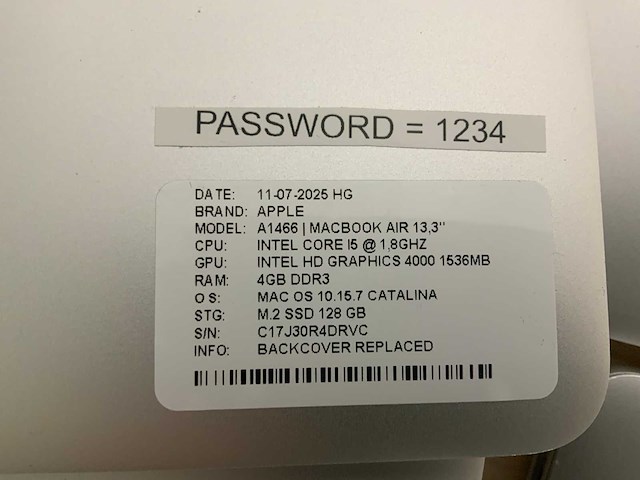 PASSWORD = 1234
DATE: 11-07-2025 HG
BRAND: APPLE
MODEL: A1466 | MACBOOK AIR 13,3"
CPU: INTEL CORE I5 @ 1,8GHZ
GPU: INTEL HD GRAPHICS 4000 1536MB
RAM: 4GB DDR3
OS: MAC OS 10.15.7 CATALINA
STG: M.2 SSD 128 GB
S/N: C17J30R4DRVC
INFO: BACKCOVER REPLACED